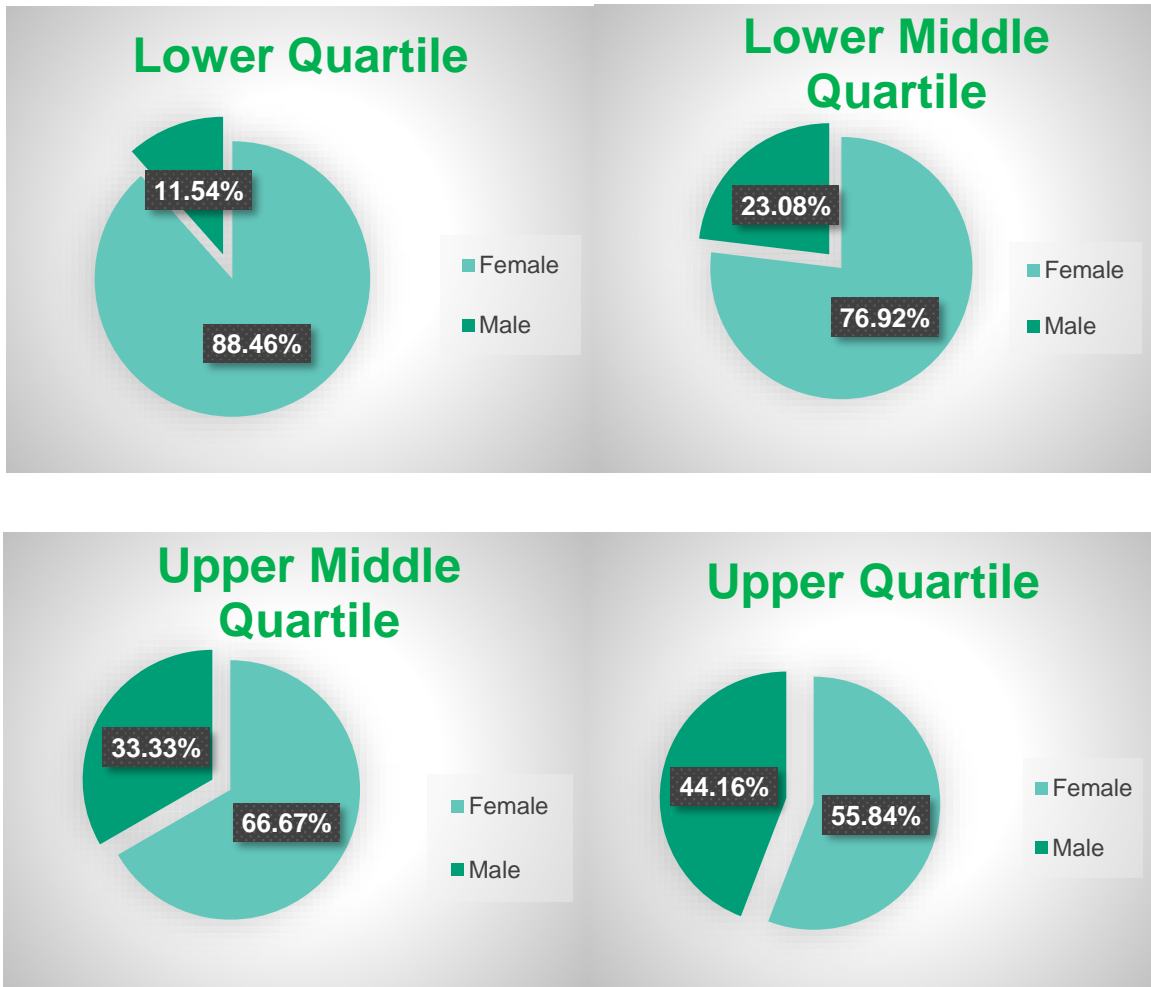 Lower Quartile
11.54%
88.46%
Female
Male
Lower Middle
Quartile
23.08%
76.92%
Female
Male
Upper Middle
Quartile
33.33%
66.67%
Female
Male
Upper Quartile
44.16%
55.84%
Female
Male